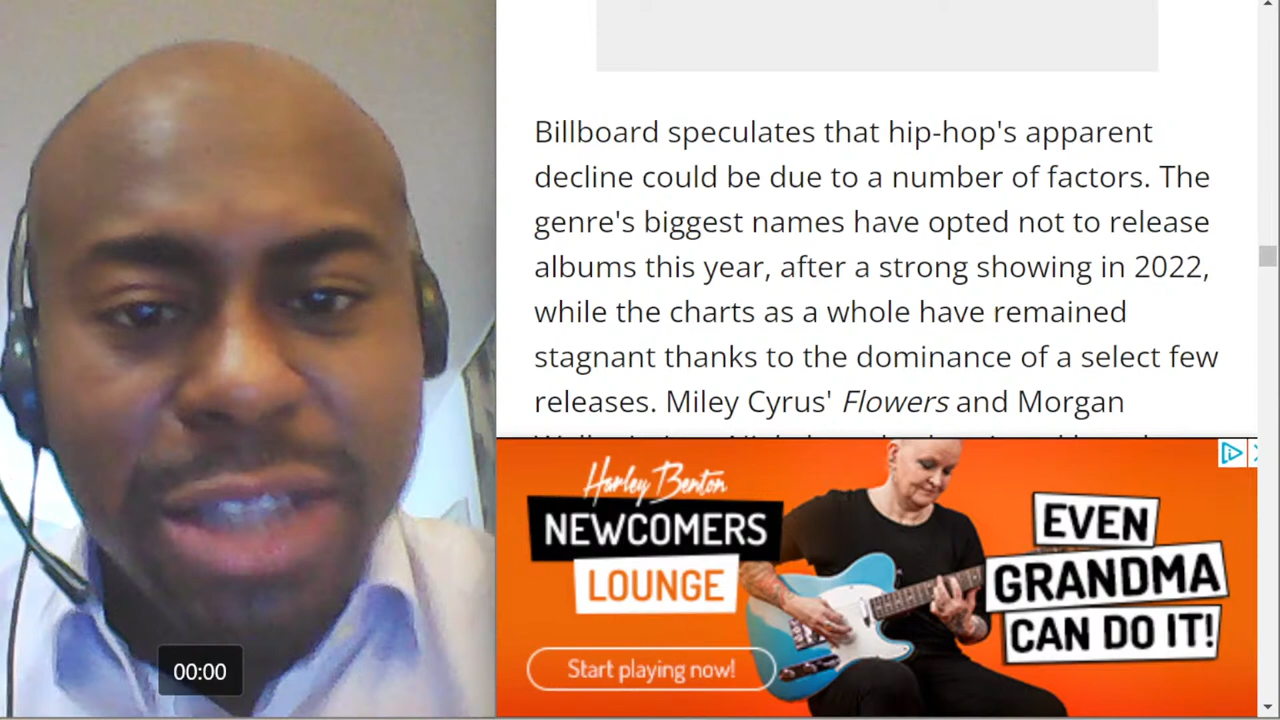 Billboard speculates that hip-hop's apparent
decline could be due to a number of factors. The
genre's biggest names have opted not to release
albums this year, after a strong showing in 2022,
while the charts as a whole have remained
stagnant thanks to the dominance of a select few
releases. Miley Cyrus' Flowers and Morgan
Harley Benton
NEWCOMERS
LOUNGE
Start playing now!
EVEN
GRANDMA
CAN DO IT!
00:00